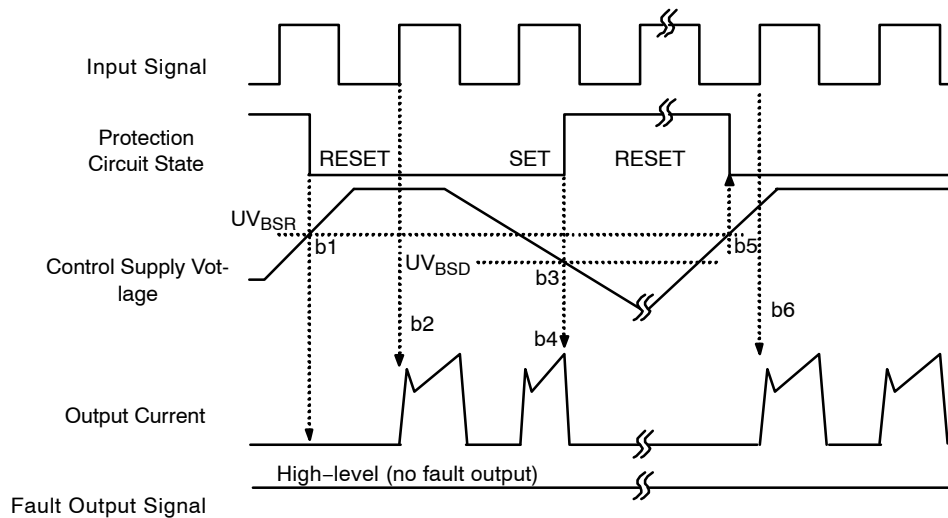 Input Signal
Protection
Circuit State
RESET
SET
RESET
UVBSR
b1
b5
UVBSD
b3
Control Supply Vot-
lage
b2
b4
b6
Output Current
High−level (no fault output)
Fault Output Signal